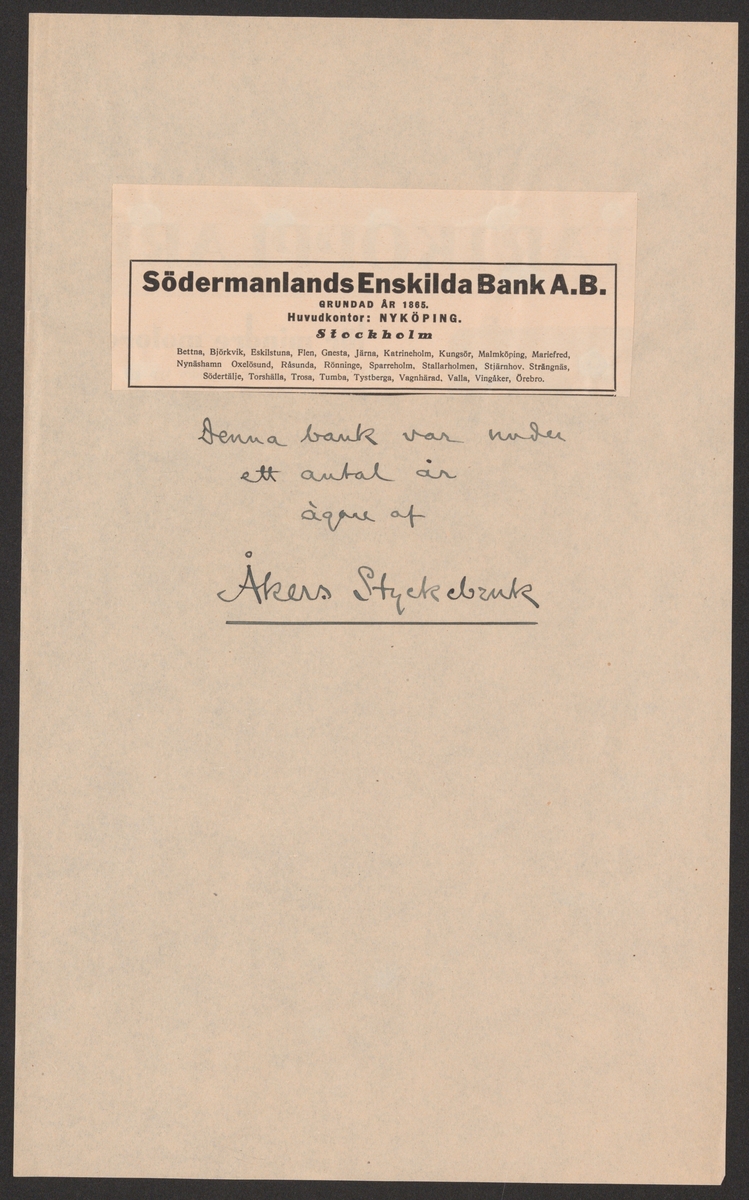 Södermanlands Enskilda Bank A.B.
GRUNDAD ÅR 1865.
Huvudkontor: NYKÖPING.
Stockholm
Bettna, Björkvik, Eskilstuna, Flen, Gnesta, Järna, Katrineholm, Kungsör, Malmköping, Mariefred,
Nynäshamn Oxelösund, Råsunda, Rönninge, Sparreholm, Stallarholmen, Stjärnhov. Strängnäs,
Södertälje, Torshälla, Trosa, Tumba, Tystberga, Vagnhärad, Valla, Vingåker, Örebro.
Denna bank var under
ett antal år
ägare af
Åkers Styckebruk